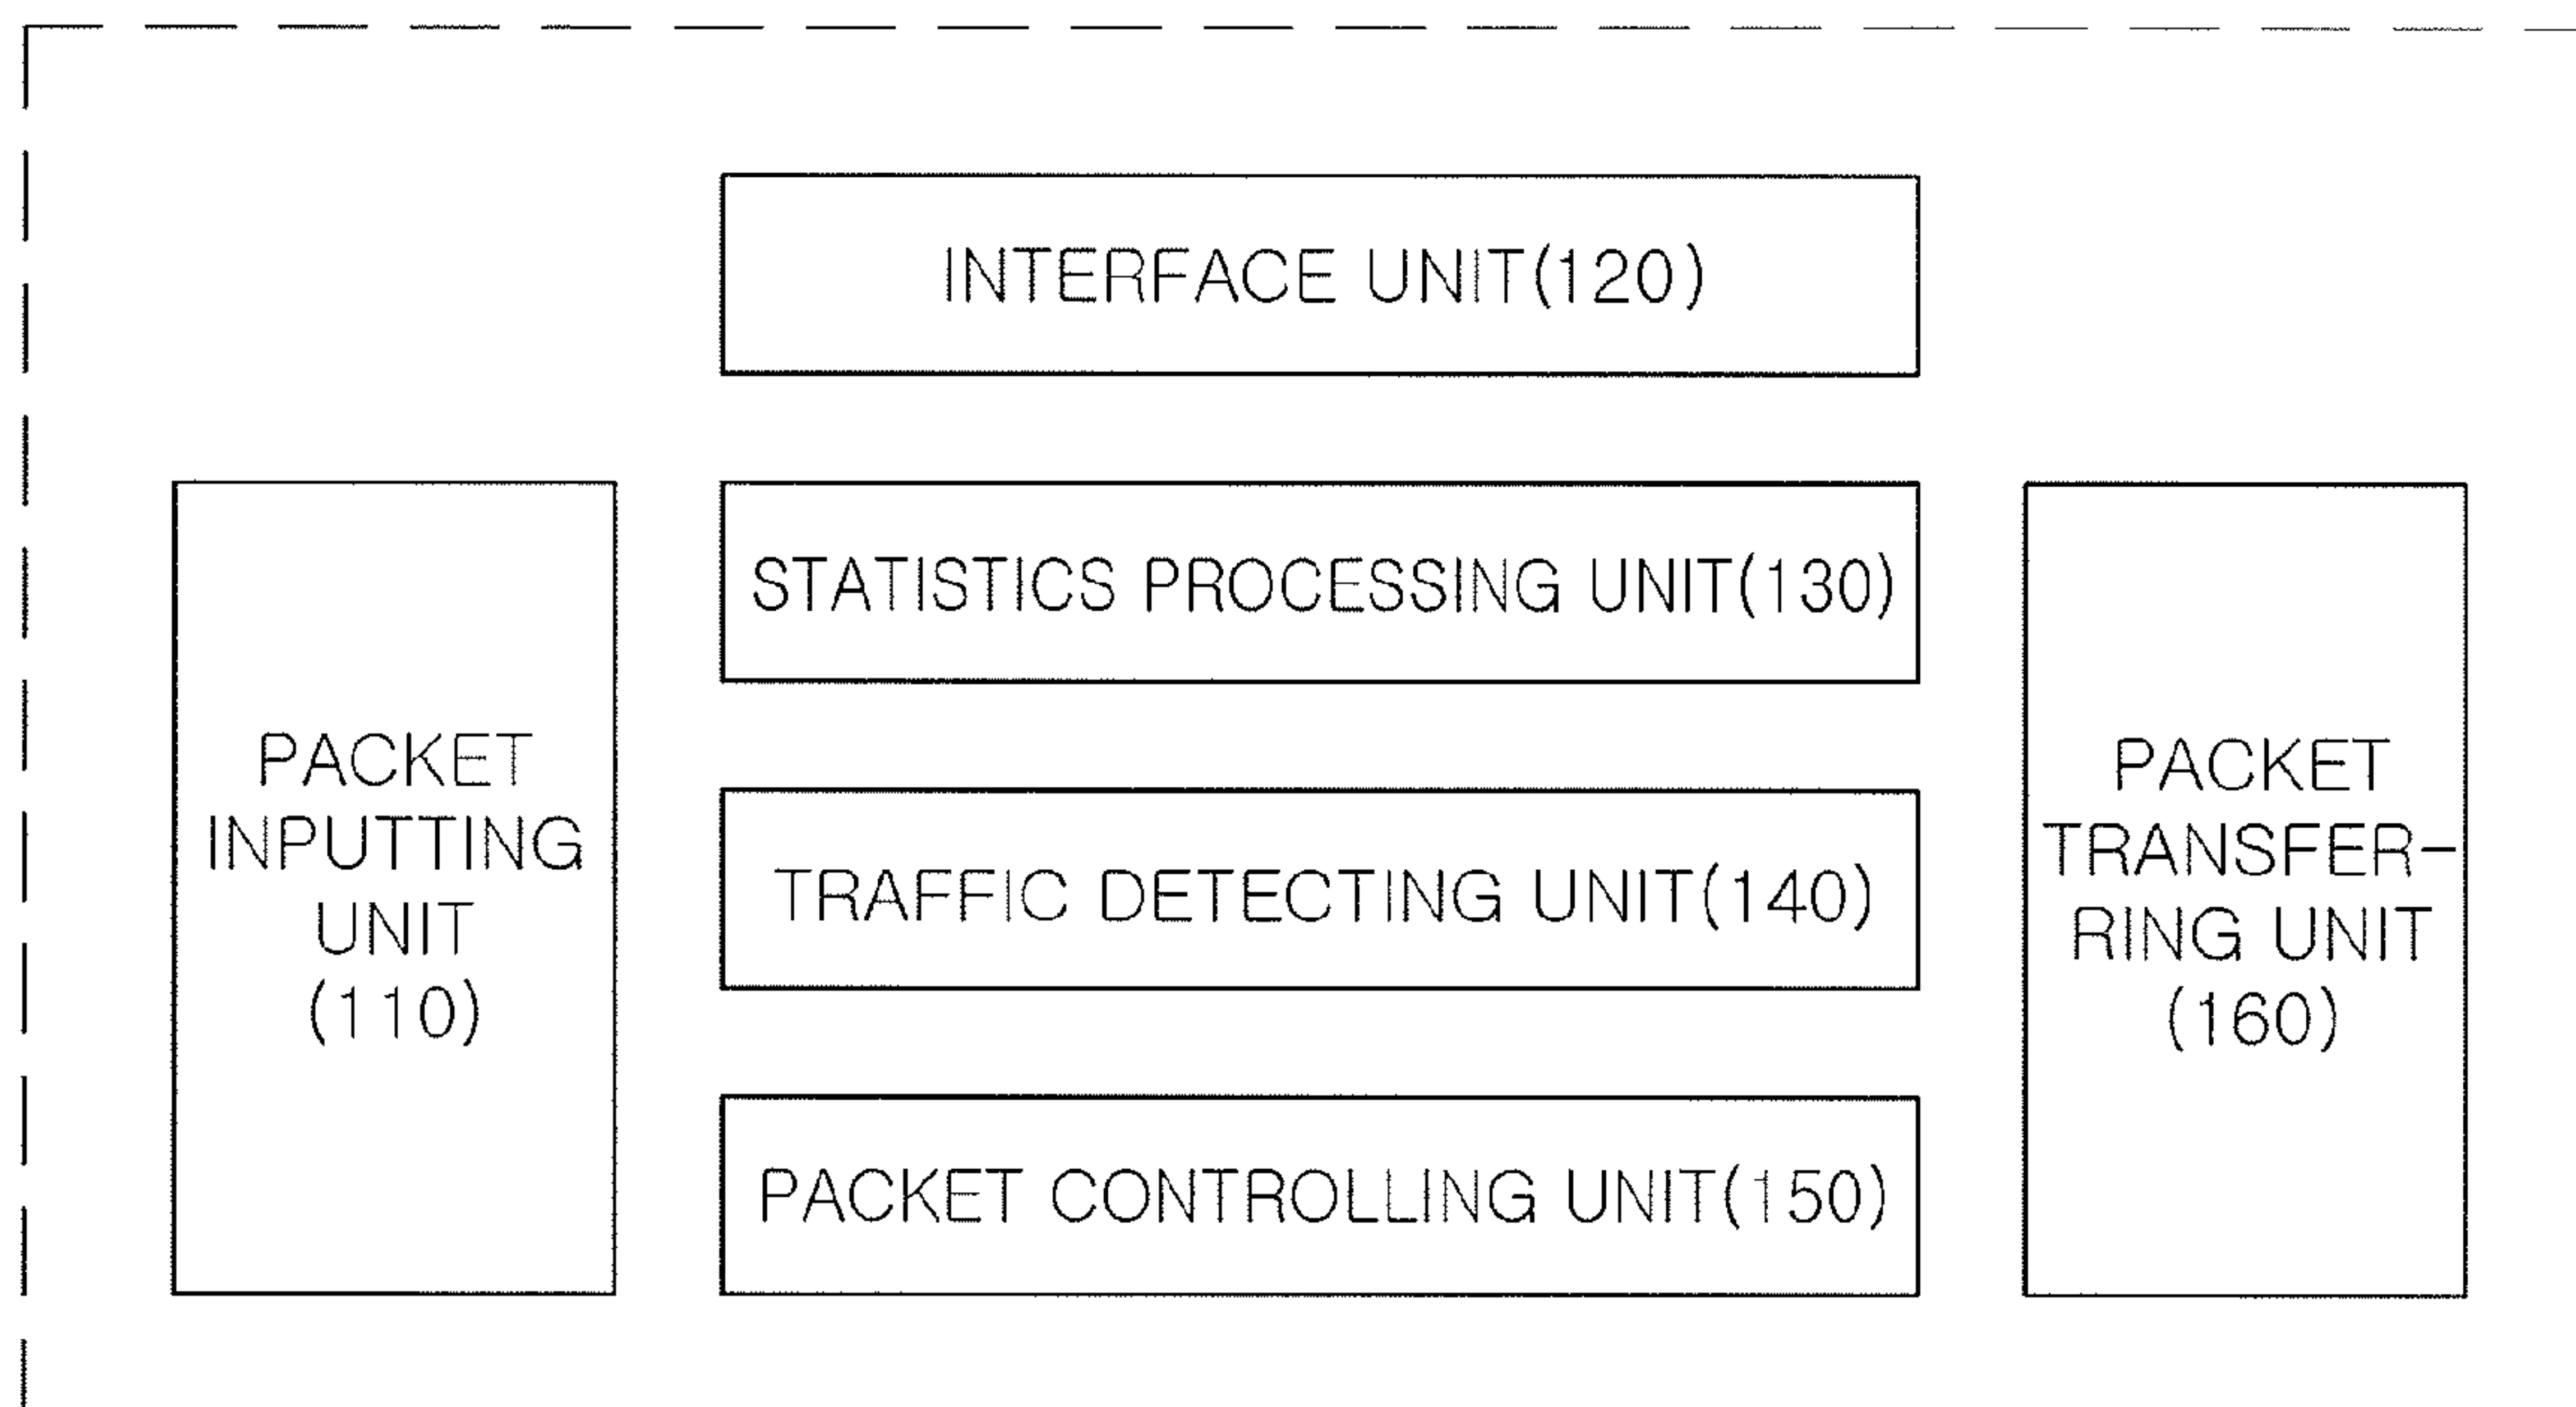 INTERFACE UNIT(120)
PACKET
INPUTTING
UNIT
(110)
STATISTICS PROCESSING UNIT(130)
TRAFFIC DETECTING UNIT(140)
PACKET CONTROLLING UNIT(150)
PACKET
TRANSFER-
RING UNIT
(160)